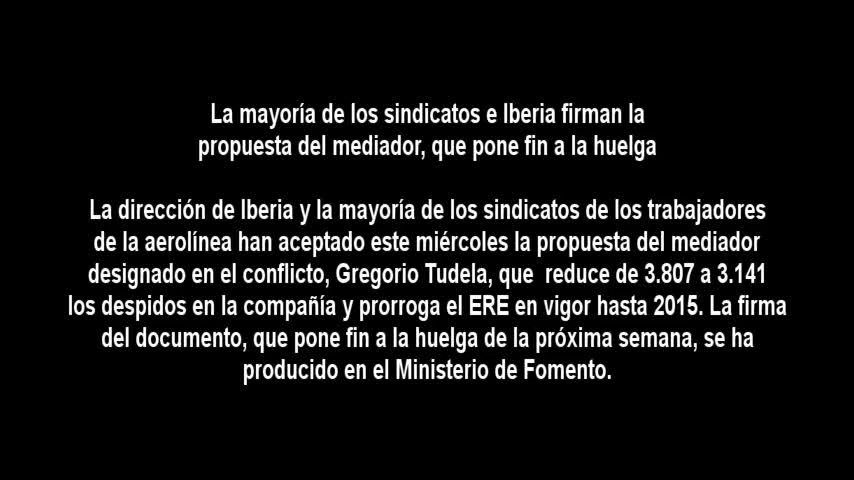 La mayoría de los sindicatos e Iberia firman la
propuesta del mediador, que pone fin a la huelga
La dirección de Iberia y la mayoría de los sindicatos de los trabajadores
de la aerolínea han aceptado este miércoles la propuesta del mediador
designado en el conflicto, Gregorio Tudela, que  reduce de 3.807 a 3.141
los despidos en la compañía y prorroga el ERE en vigor hasta 2015. La firma
del documento, que pone fin a la huelga de la próxima semana, se ha
producido en el Ministerio de Fomento.